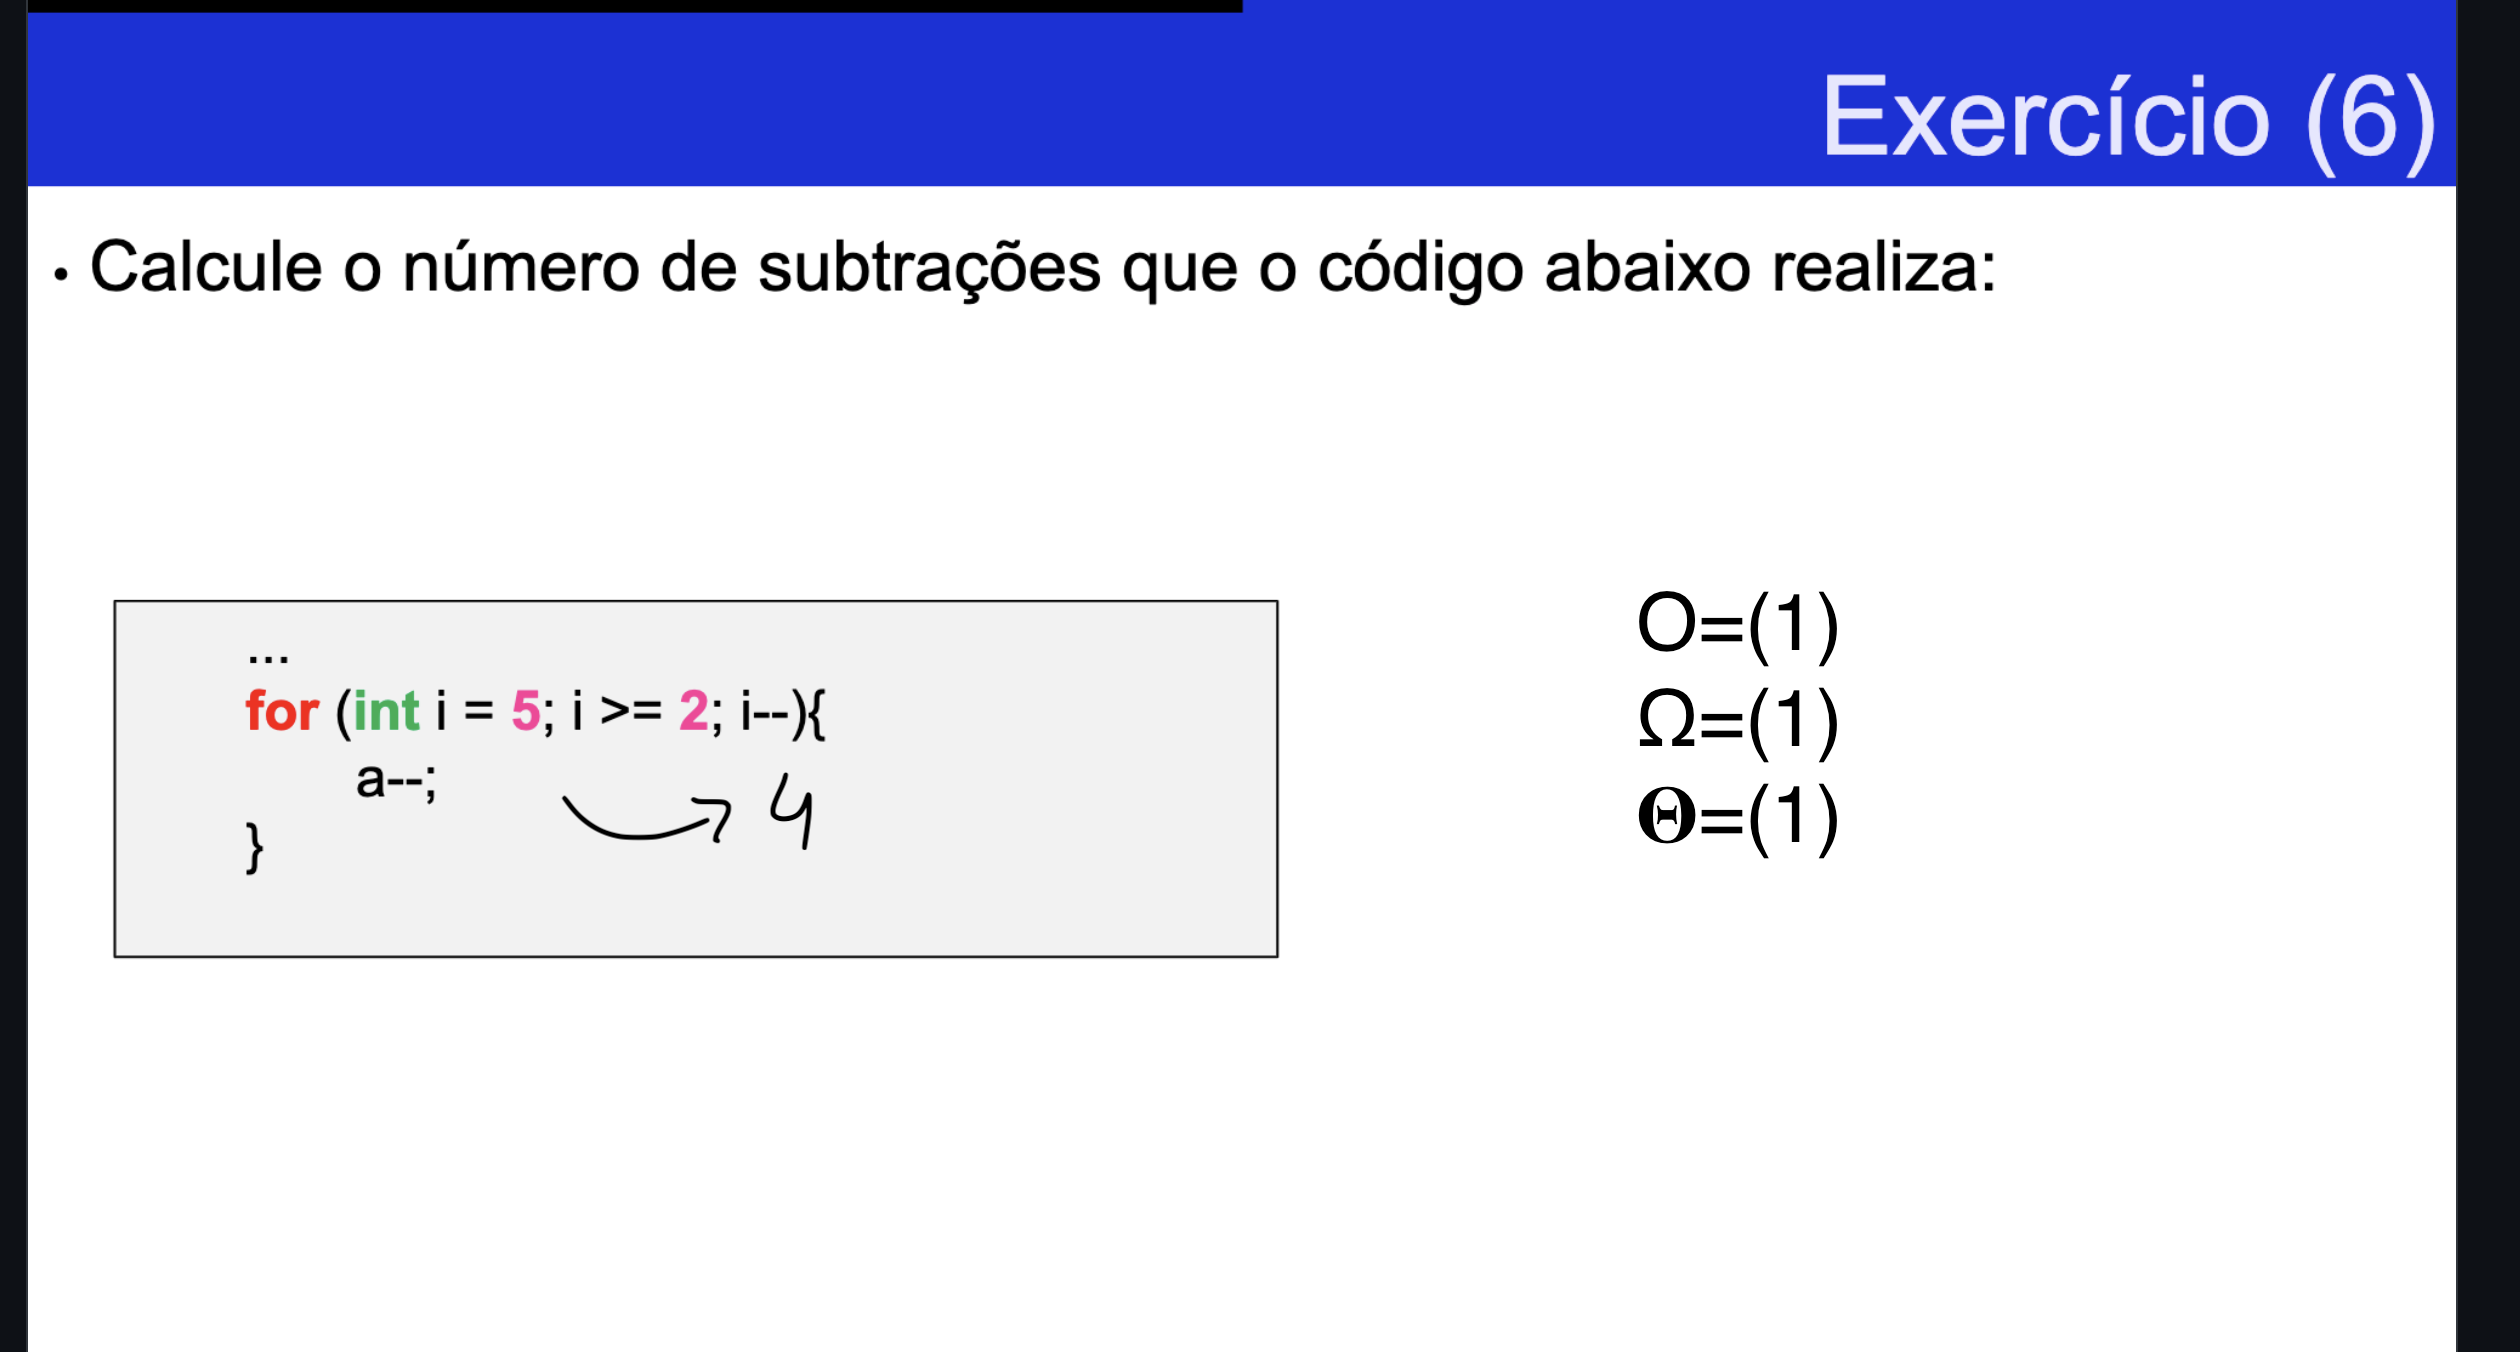 Exercício (6)
• Calcule o número de subtrações que o código abaixo realiza:
...
for (int i = 5; i >= 2; i--){
a--;
4
}
O=(1)
Ω=(1)
Θ=(1)